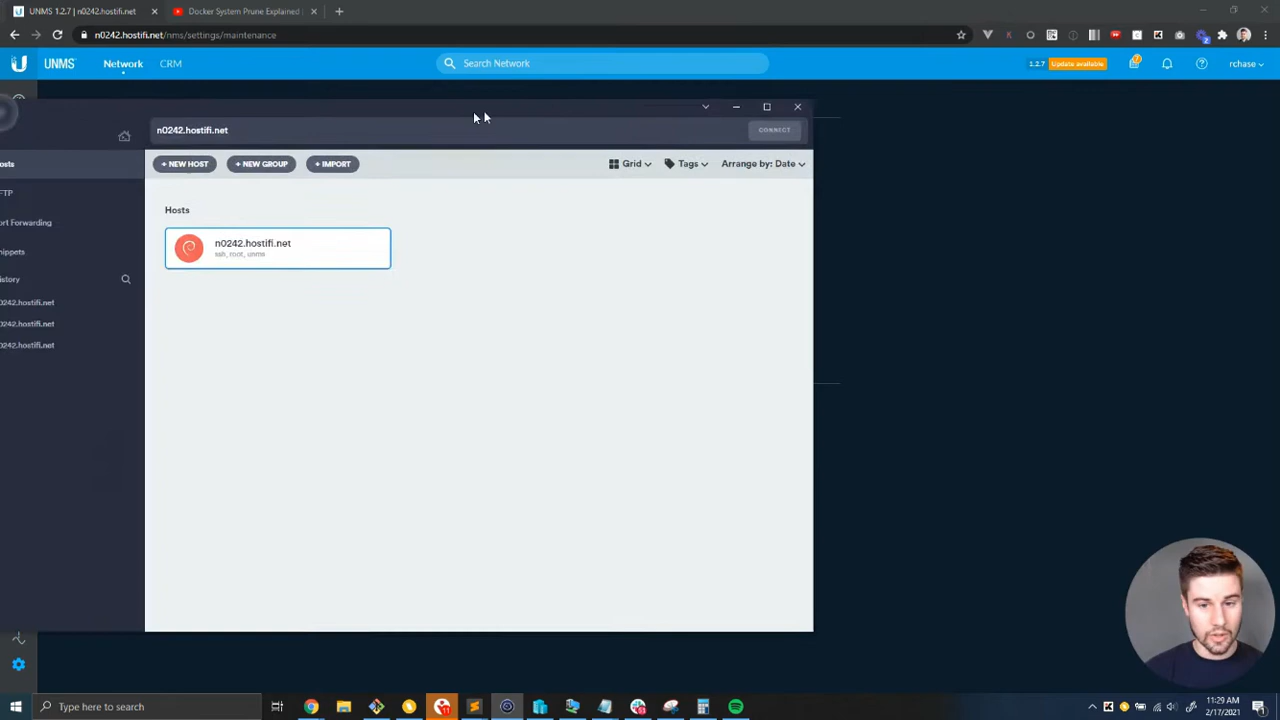 UNMS 1.2.7 | n0242.hostifi.net
Docker System Prune Explained
n0242.hostifi.net/nms/settings/maintenance
UNMS
Network
CRM
Search Network
1.2.7
Update available
rchase
n0242.hostifi.net
CONNECT
osts
+ NEW HOST
+ NEW GROUP
+ IMPORT
Grid
Tags
Arrange by: Date
FTP
ort Forwarding
nippets
istory
0242.hostifi.net
0242.hostifi.net
0242.hostifi.net
Hosts
n0242.hostifi.net
ssh, root, unms
Type here to search
11:29 AM
2/17/2021